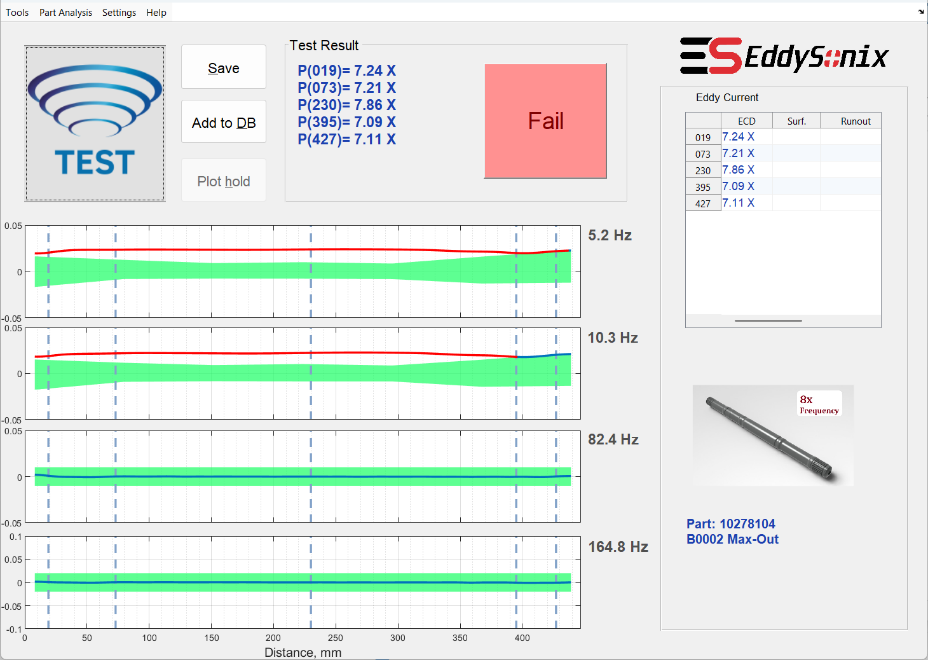 Tools Part Analysis Settings Help
TEST
Save
Add to DB
Plot hold
Test Result
P(019)= 7.24 X
P(073)= 7.21 X
P(230)= 7.86 X
P(395)= 7.09 X
P(427)= 7.11 X
Fail
EddySonix
Eddy Current
ECD Surf. Runout
019 7.24 X
073 7.21 X
230 7.86 X
395 7.09 X
427 7.11 X
8x
Frequency
Part: 10278104
B0002 Max-Out
0.05
0
-0.05
5.2 Hz
0.05
0
-0.05
10.3 Hz
0.05
0
-0.05
82.4 Hz
0.1
0.05
0
-0.05
-0.1
164.8 Hz
0 50 100 150 200 250 300 350 400
Distance, mm